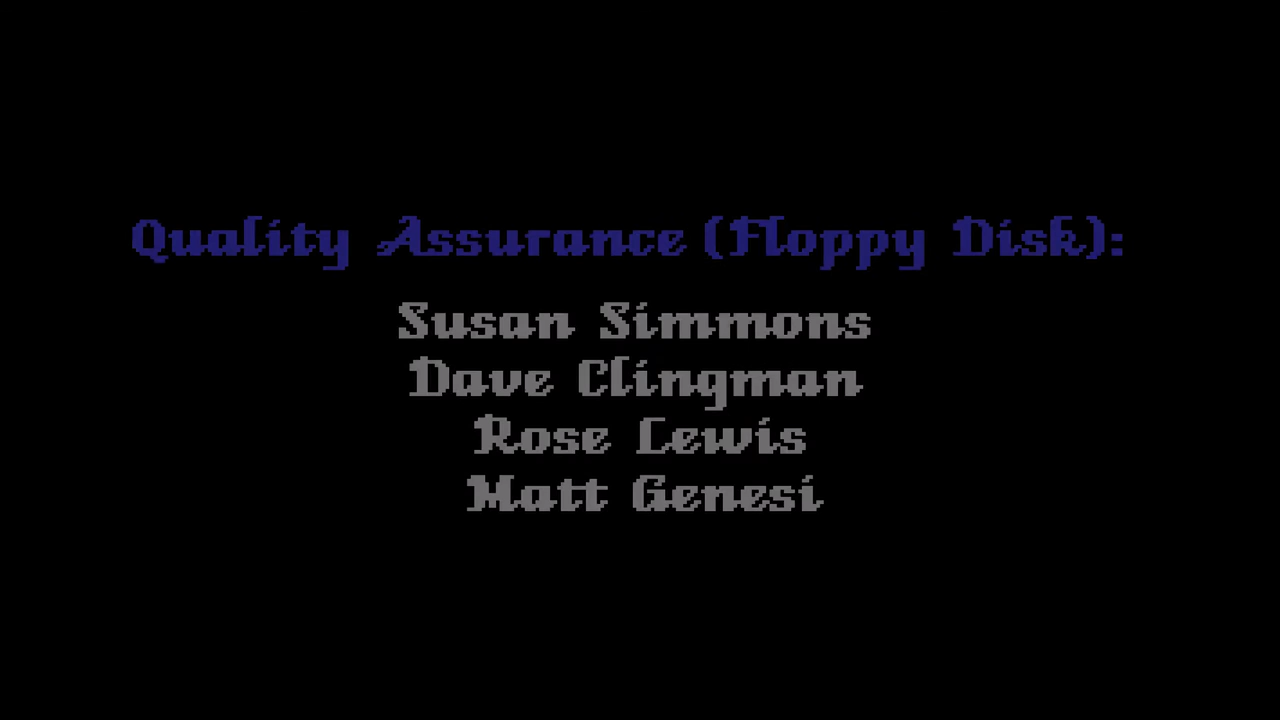 Quality Assurance (Floppy Disk):
Susan Simmons
Dave Clingman
Rose Lewis
Matt Genesi